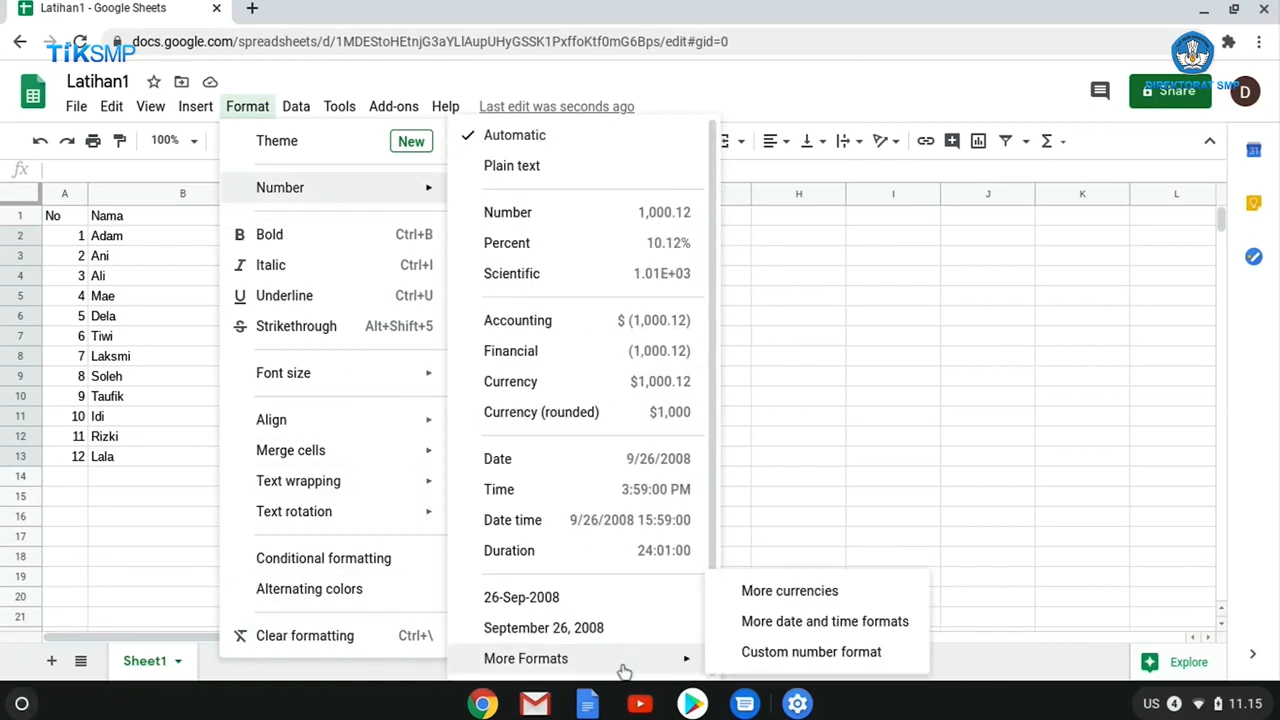 Latihan1 - Google Sheets
docs.google.com/spreadsheets/d/1MDEStoHEtnjG3aYLlAupUHyGSSK1PxffoKtf0mG6Bps/edit#gid=0
TikSMP
DIREKTORAT SMP
Latihan1
File Edit View Insert Format Data Tools Add-ons Help Last edit was seconds ago
Share
D
100%
fx
A B H I J K L
1 No Nama
2 1 Adam
3 2 Ani
4 3 Ali
5 4 Mae
6 5 Dela
7 6 Tiwi
8 7 Laksmi
9 8 Soleh
10 9 Taufik
11 10 Idi
12 11 Rizki
13 12 Lala
14
15
16
17
18
19
20
21
Theme New
Number
B Bold Ctrl+B
I Italic Ctrl+I
U Underline Ctrl+U
S Strikethrough Alt+Shift+5
Font size
Align
Merge cells
Text wrapping
Text rotation
Conditional formatting
Alternating colors
Clear formatting Ctrl+\
Automatic
Plain text
Number 1,000.12
Percent 10.12%
Scientific 1.01E+03
Accounting $ (1,000.12)
Financial (1,000.12)
Currency $1,000.12
Currency (rounded) $1,000
Date 9/26/2008
Time 3:59:00 PM
Date time 9/26/2008 15:59:00
Duration 24:01:00
26-Sep-2008
September 26, 2008
More Formats
More currencies
More date and time formats
Custom number format
31
Sheet1
Explore
US 4 11.15